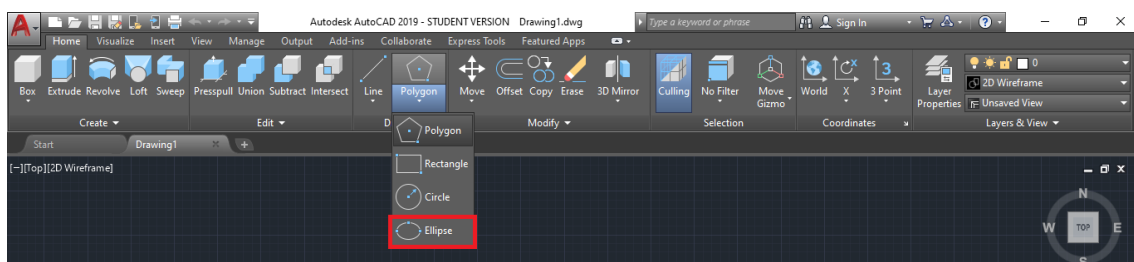 Autodesk AutoCAD 2019 - STUDENT VERSION Drawing1.dwg Type a keyword or phrase Sign In
Home Visualize Insert View Manage Output Add-ins Collaborate Express Tools Featured Apps
0
2D Wireframe
Box Extrude Revolve Loft Sweep Presspull Union Subtract Intersect Line Polygon Move Offset Copy Erase 3D Mirror Culling No Filter Move Gizmo World X 3 Point Layer Properties Unsaved View
Create Edit D Modify Selection Coordinates Layers & View
Start Drawing1
Polygon
[−][Top][2D Wireframe]
Rectangle
Circle
Ellipse
N
W TOP E
S